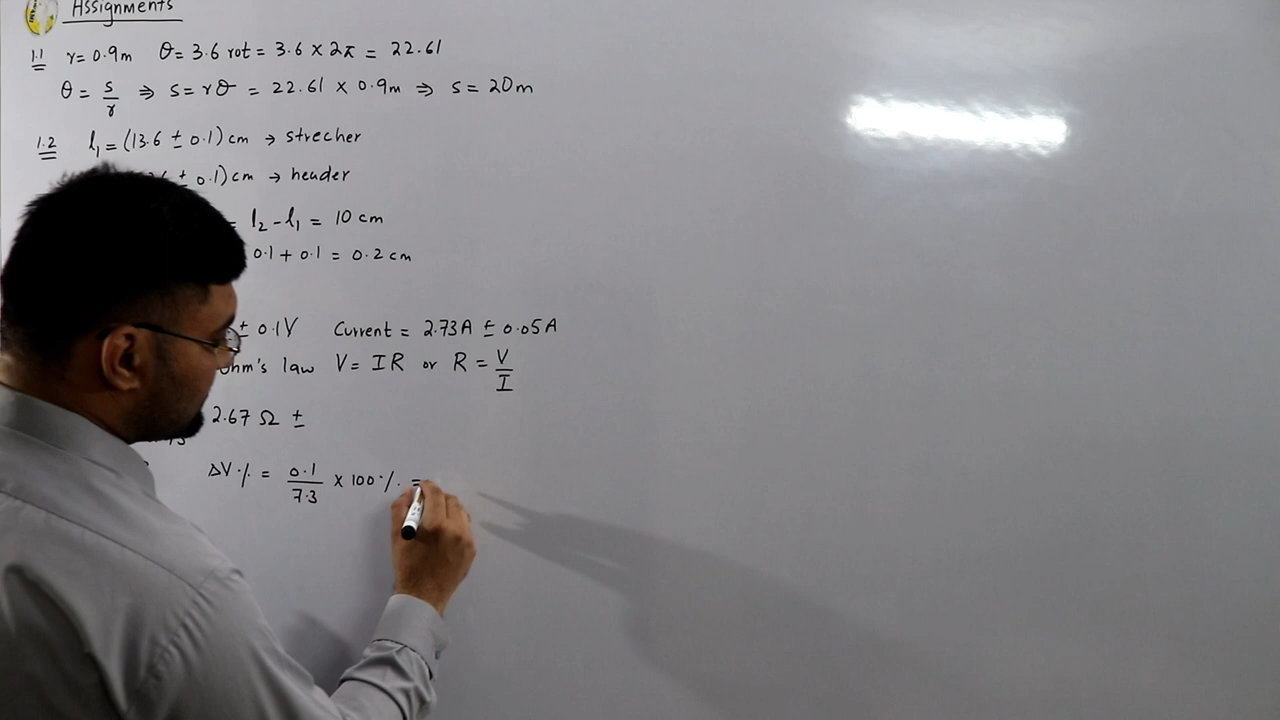 Assignments
1.1 r=0.9m θ=3.6 rot = 3.6 × 2π = 22.61
θ = s/r ⇒ s=rθ = 22.61 × 0.9m ⇒ s = 20m
1.2 l₁=(13.6 ± 0.1) cm → strecher
± 0.1) cm → header
= l₂-l₁ = 10 cm
0.1 + 0.1 = 0.2 cm
± 0.1V Current = 2.73A ± 0.05A
ohm's law V= IR or R = V/I
2.67 Ω ±
ΔV% = 0.1/7.3 × 100% =